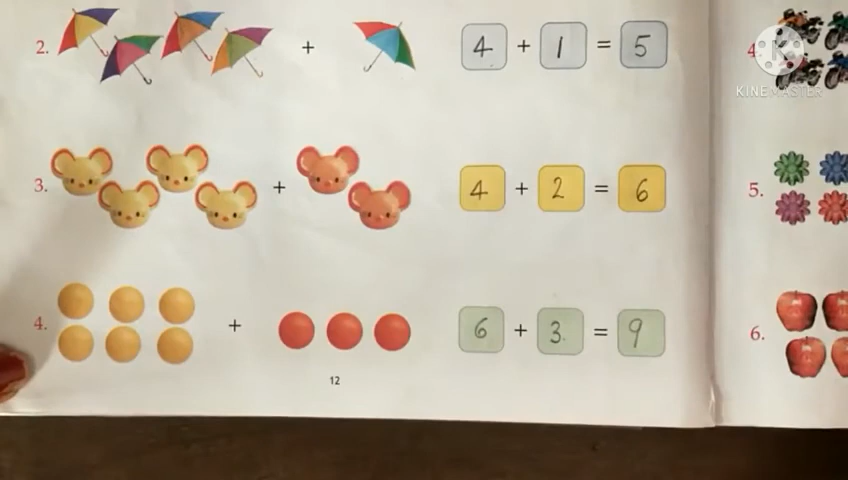 2. + 4 + 1 = 5
3. + 4 + 2 = 6
4. + 6 + 3 = 9
12
4.
5.
6.
K
KINEMASTER